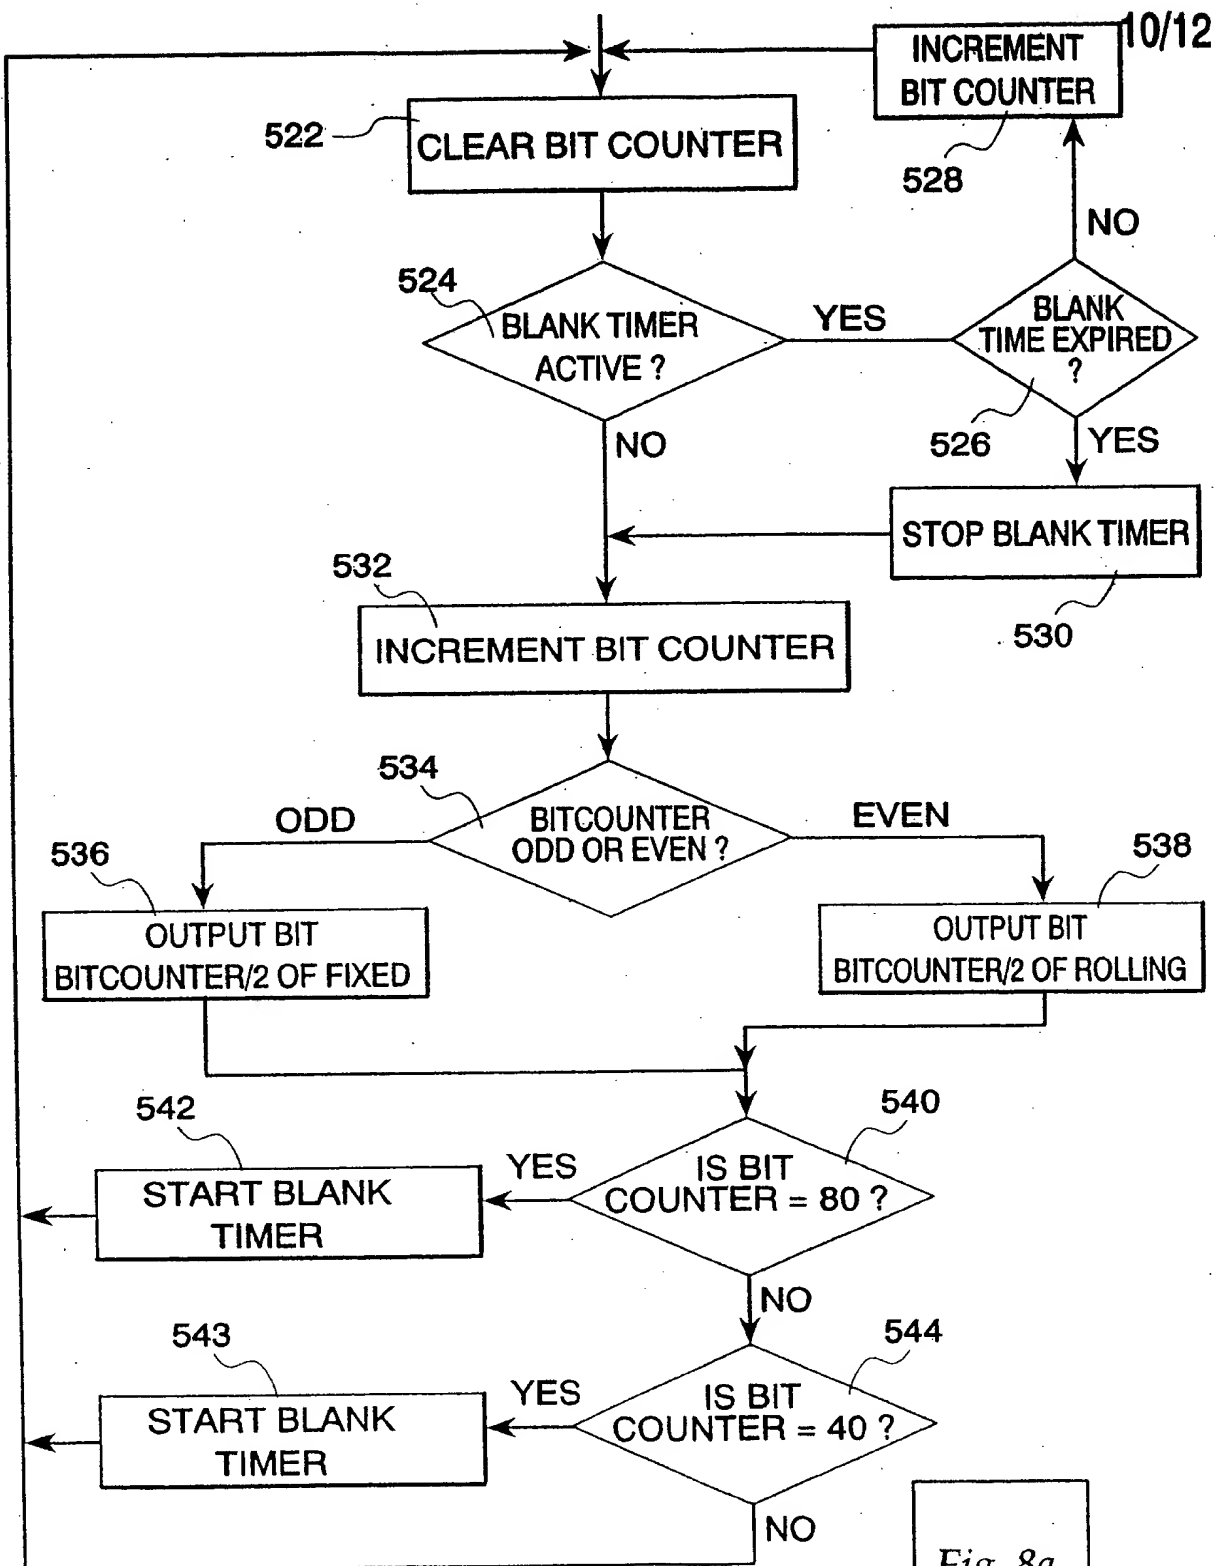 10/12
INCREMENT
BIT COUNTER
528
522
CLEAR BIT COUNTER
NO
524
BLANK TIMER
ACTIVE ?
YES
BLANK
TIME EXPIRED
?
526
NO
YES
STOP BLANK TIMER
530
532
INCREMENT BIT COUNTER
534
BITCOUNTER
ODD OR EVEN ?
ODD
EVEN
536
OUTPUT BIT
BITCOUNTER/2 OF FIXED
538
OUTPUT BIT
BITCOUNTER/2 OF ROLLING
540
IS BIT
COUNTER = 80 ?
YES
542
START BLANK
TIMER
NO
544
IS BIT
COUNTER = 40 ?
YES
543
START BLANK
TIMER
NO
Fig. 8a